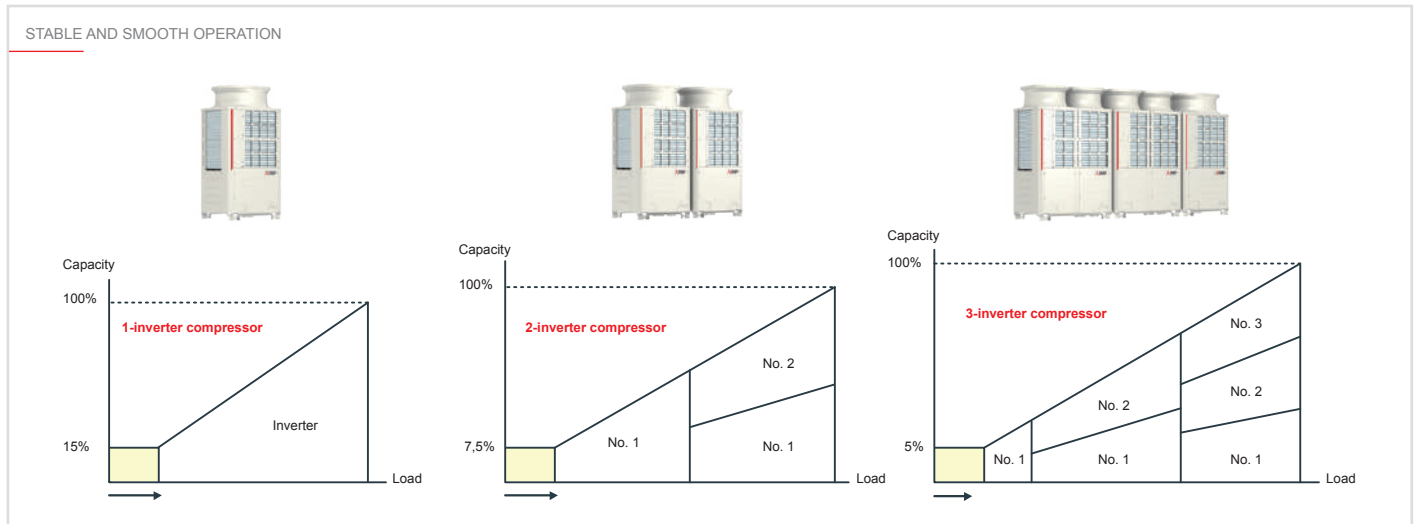 STABLE AND SMOOTH OPERATION
Capacity
100%
1-inverter compressor
Inverter
15%
Load
Capacity
100%
2-inverter compressor
No. 2
No. 1
No. 1
7,5%
Load
Capacity
100%
3-inverter compressor
No. 3
No. 2
No. 2
No. 1
No. 1
No. 1
5%
Load